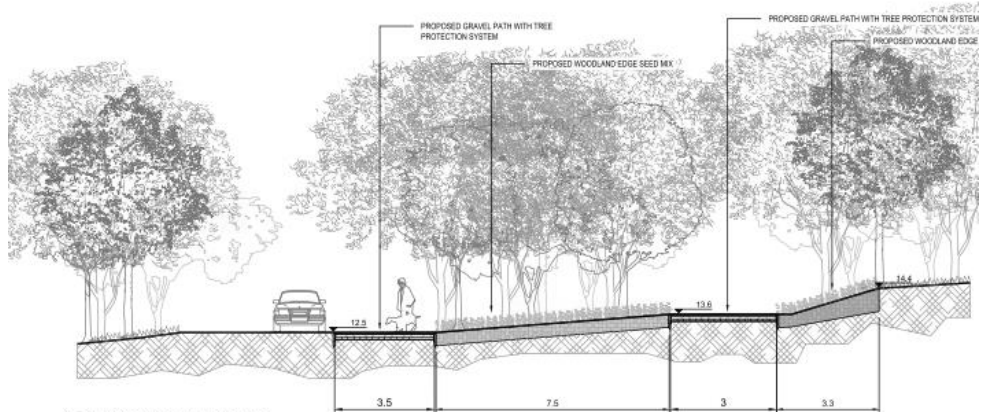 PROPOSED GRAVEL PATH WITH TREE
PROTECTION SYSTEM
PROPOSED GRAVEL PATH WITH TREE PROTECTION SYSTEM
PROPOSED WOODLAND EDGE
PROPOSED WOODLAND EDGE SEED MIX
14.4
13.6
12.5
3.5
7.5
3
3.3